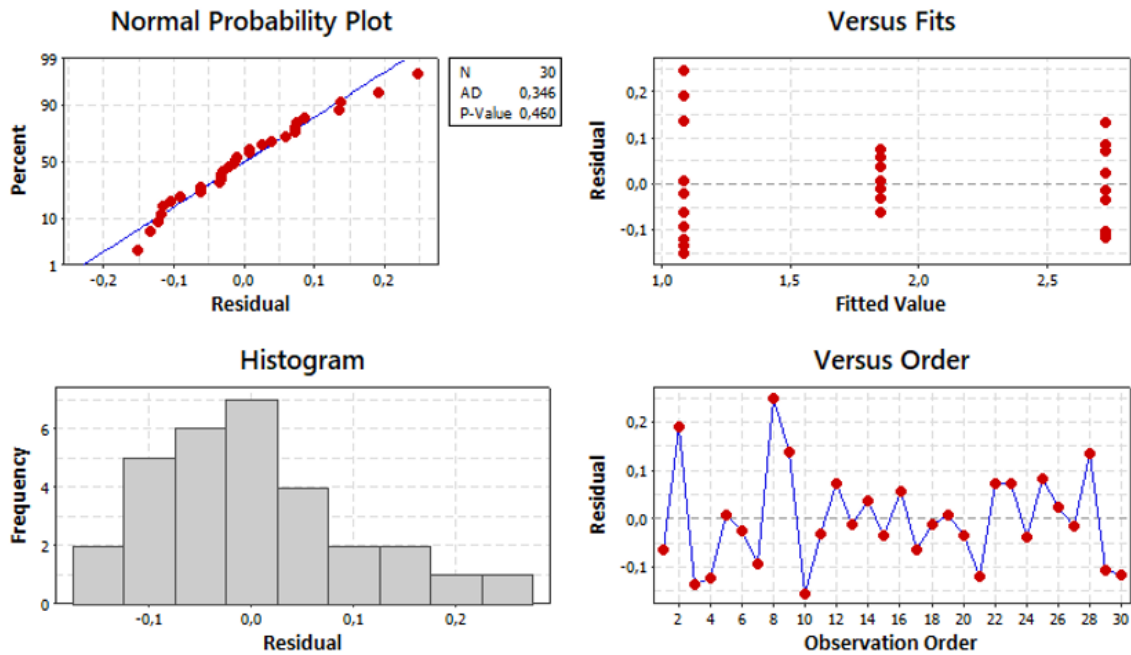 Normal Probability Plot
99
90
50
10
1
Percent
-0,2
-0,1
0,0
0,1
0,2
Residual
N 30
AD 0,346
P-Value 0,460
Versus Fits
0,2
0,1
0,0
-0,1
Residual
1,0
1,5
2,0
2,5
Fitted Value
Histogram
6
4
2
0
Frequency
-0,1
0,0
0,1
0,2
Residual
Versus Order
0,2
0,1
0,0
-0,1
Residual
2 4 6 8 10 12 14 16 18 20 22 24 26 28 30
Observation Order